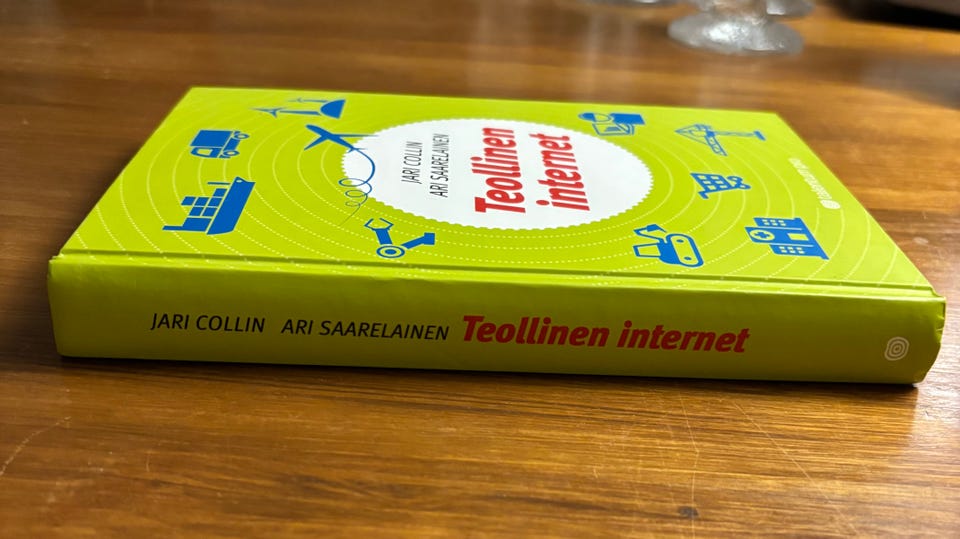 JARI COLLIN
ARI SAARELAINEN
Teollinen
internet
JARI COLLIN ARI SAARELAINEN Teollinen internet